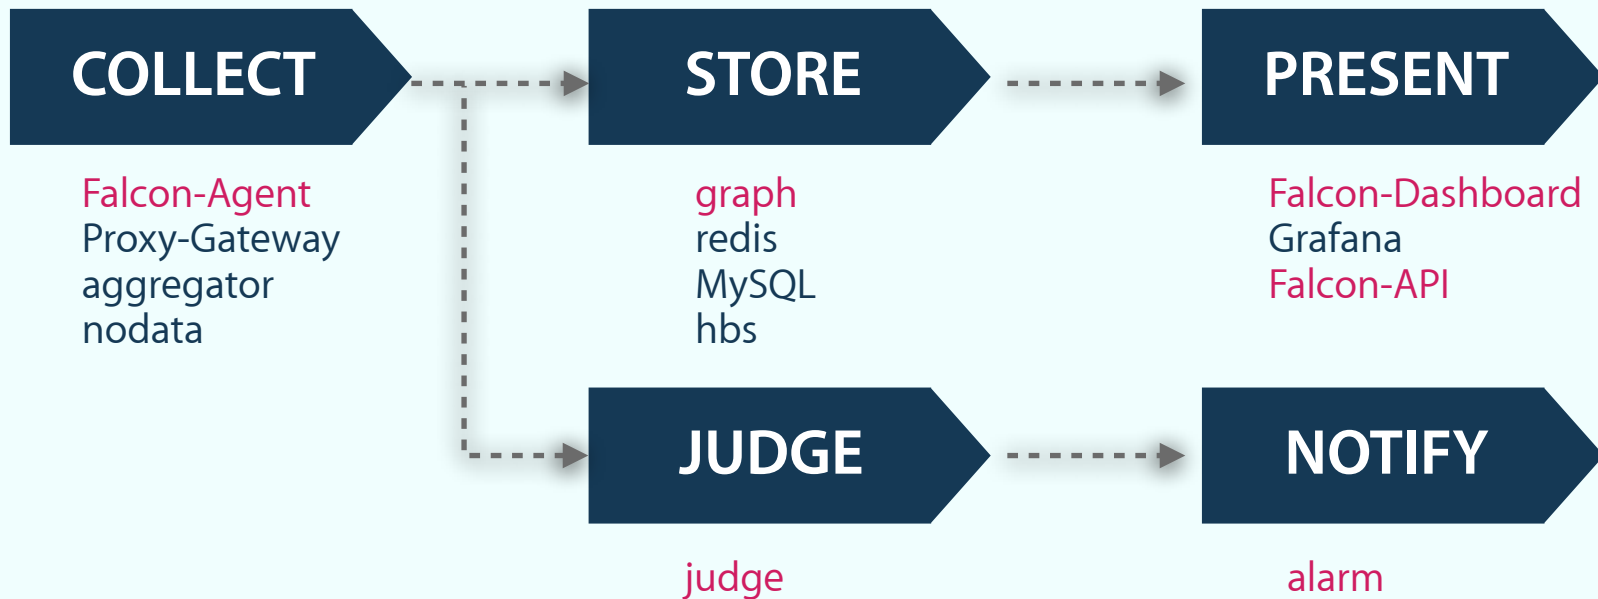 COLLECT
STORE
PRESENT
Falcon-Agent
Proxy-Gateway
aggregator
nodata
graph
redis
MySQL
hbs
Falcon-Dashboard
Grafana
Falcon-API
JUDGE
NOTIFY
judge
alarm